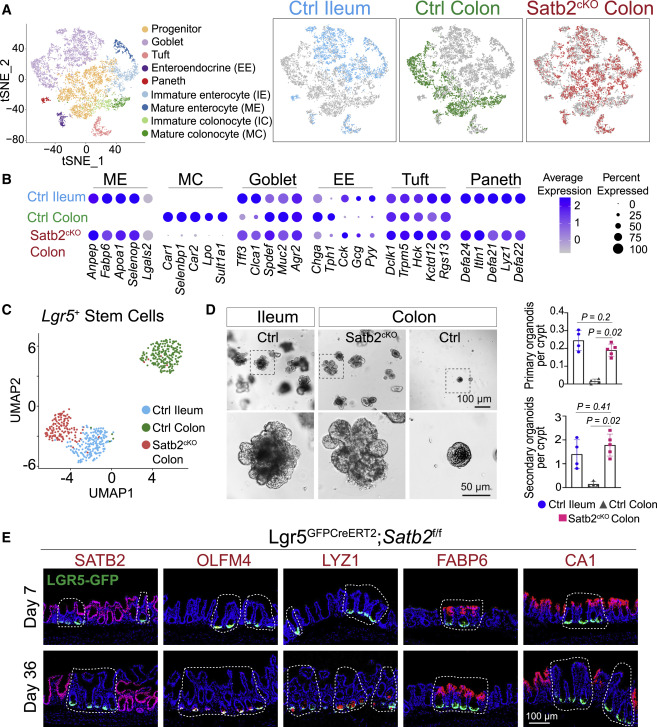 A
tSNE_2
40
0
−40
−80
−40
0
40
tSNE_1
Progenitor
Goblet
Tuft
Enteroendocrine (EE)
Paneth
Immature enterocyte (IE)
Mature enterocyte (ME)
Immature colonocyte (IC)
Mature colonocyte (MC)
Ctrl Ileum
Ctrl Colon
Satb2cKO Colon
B
ME
MC
Goblet
EE
Tuft
Paneth
Ctrl Ileum
Ctrl Colon
Satb2cKO
Colon
Anpep
Fabp6
Apoa1
Selenop
Lgals2
Car1
Selenbp1
Car2
Lpo
Sult1a1
Tff3
Clca1
Spdef
Muc2
Agr2
Chga
Tph1
Cck
Gcg
Pyy
Dclk1
Trpm5
Hck
Kctd12
Rgs13
Defa24
Itln1
Defa21
Lyz1
Defa22
Average
Expression
2
1
0
Percent
Expressed
0
25
50
75
100
C
Lgr5+ Stem Cells
UMAP2
6
0
−6
−4
0
4
UMAP1
Ctrl Ileum
Ctrl Colon
Satb2cKO
Colon
D
Ileum
Colon
Ctrl
Satb2cKO
Ctrl
100 µm
50 µm
Primary organoids
per crypt
0.4
0.3
0.2
0.1
0.0
P = 0.2
P = 0.02
Secondary organoids
per crypt
3
2
1
0
P = 0.41
P = 0.02
Ctrl Ileum
Ctrl Colon
Satb2cKO Colon
E
Lgr5GFPCreERT2;Satb2f/f
SATB2
OLFM4
LYZ1
FABP6
CA1
LGR5-GFP
Day 7
Day 36
100 µm